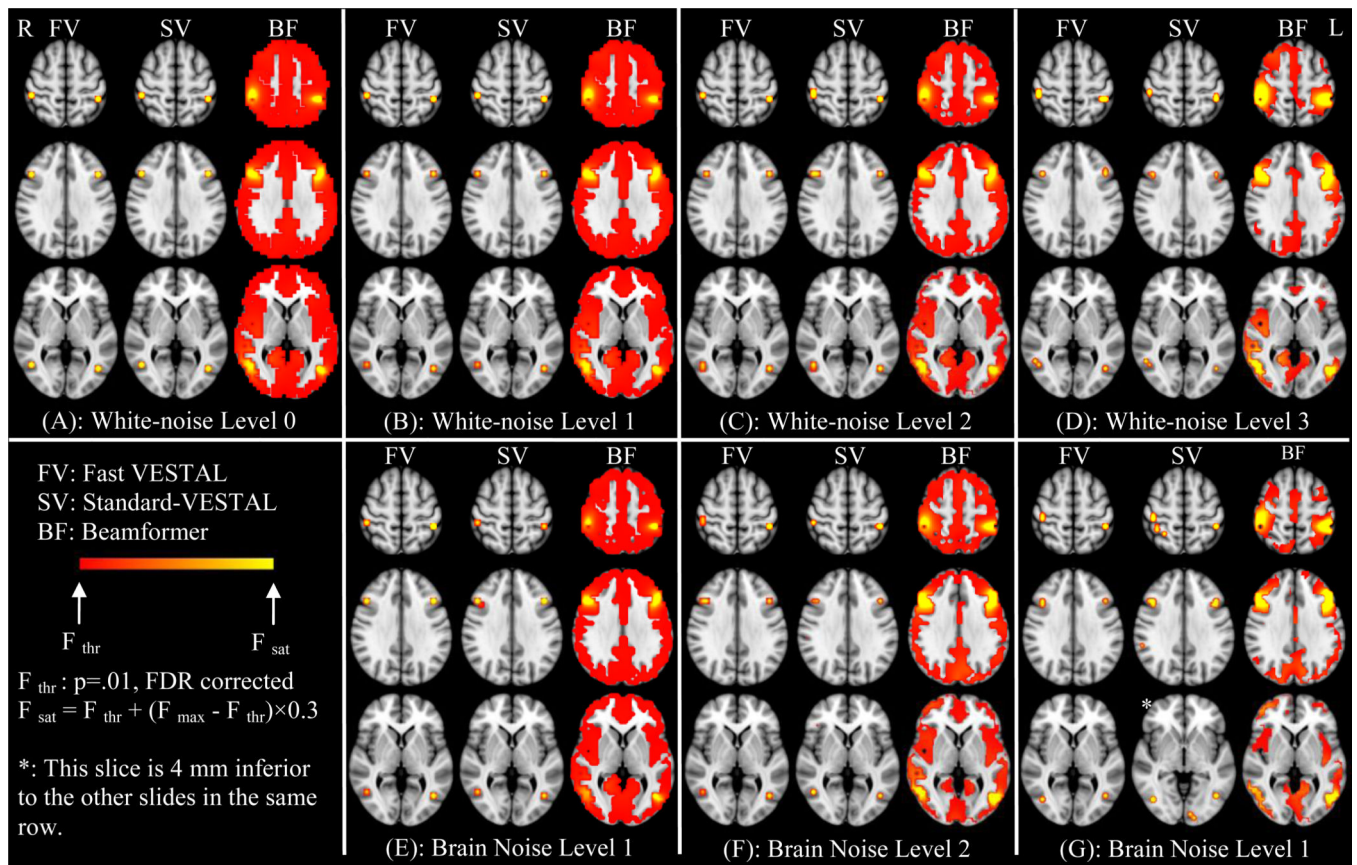 R FV SV BF
FV SV BF
FV SV BF
FV SV BF L
(A): White-noise Level 0
(B): White-noise Level 1
(C): White-noise Level 2
(D): White-noise Level 3
FV: Fast VESTAL
SV: Standard-VESTAL
BF: Beamformer
F thr
F sat
F thr : p=.01, FDR corrected
F sat = F thr + (F max - F thr)×0.3
*: This slice is 4 mm inferior
to the other slides in the same
row.
FV SV BF
FV SV BF
FV SV BF
*
(E): Brain Noise Level 1
(F): Brain Noise Level 2
(G): Brain Noise Level 1